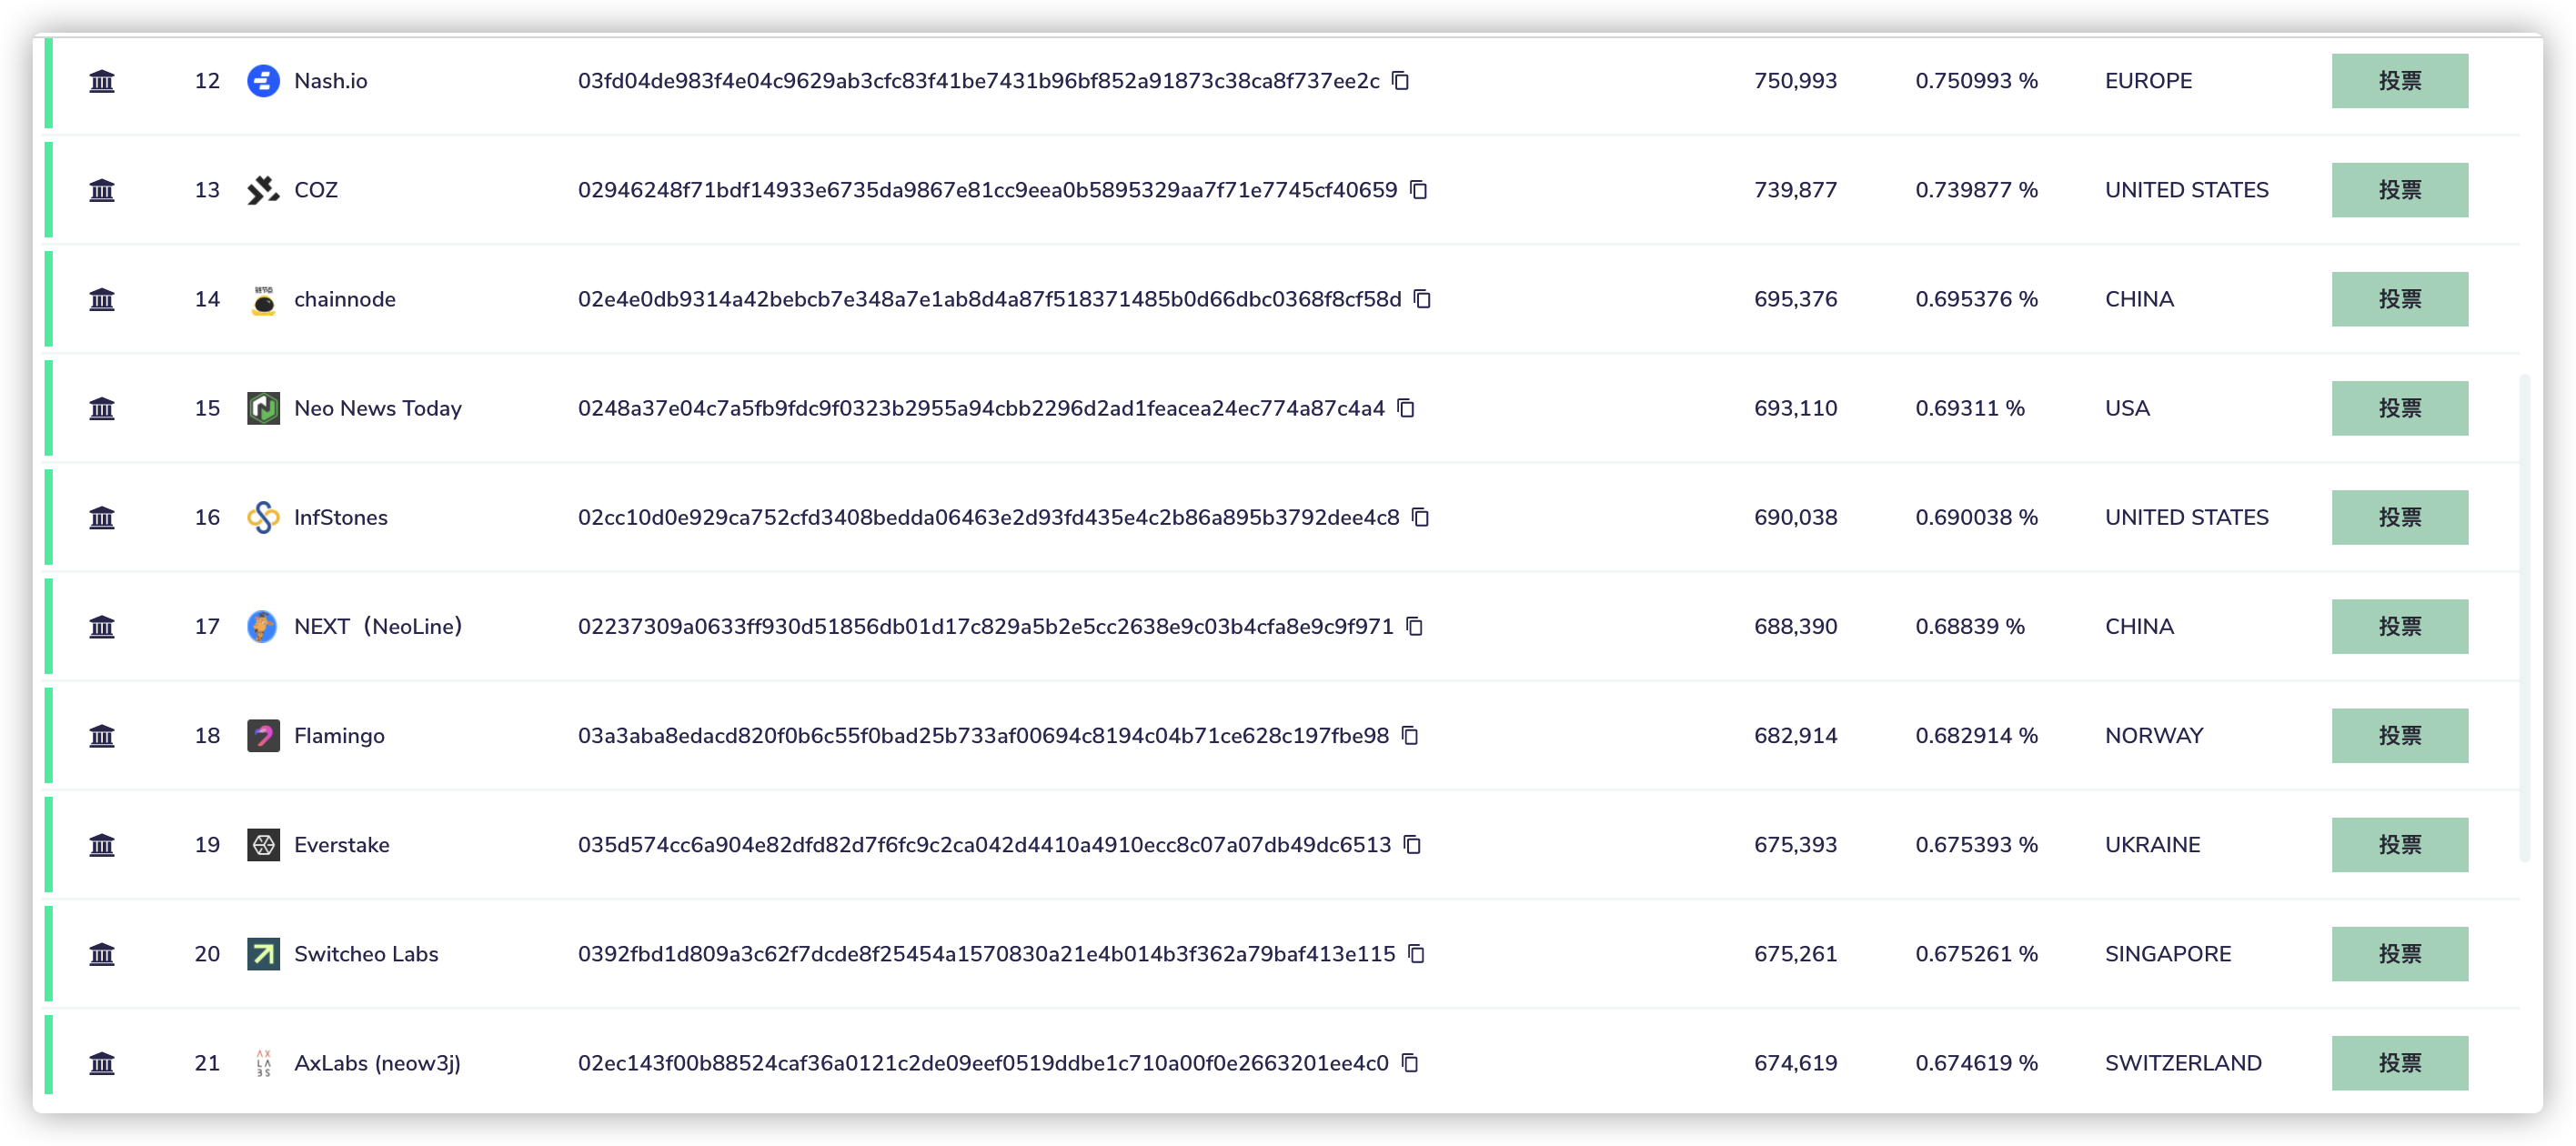 12 Nash.io 03fd04de983f4e04c9629ab3cfc83f41be7431b96bf852a91873c38ca8f737ee2c 750,993 0.750993 % EUROPE 投票
13 COZ 02946248f71bdf14933e6735da9867e81cc9eea0b5895329aa7f71e7745cf40659 739,877 0.739877 % UNITED STATES 投票
14 chainnode 02e4e0db9314a42bebcb7e348a7e1ab8d4a87f518371485b0d66dbc0368f8cf58d 695,376 0.695376 % CHINA 投票
15 Neo News Today 0248a37e04c7a5fb9fdc9f0323b2955a94cbb2296d2ad1feacea24ec774a87c4a4 693,110 0.69311 % USA 投票
16 InfStones 02cc10d0e929ca752cfd3408bedda06463e2d93fd435e4c2b86a895b3792dee4c8 690,038 0.690038 % UNITED STATES 投票
17 NEXT（NeoLine） 02237309a0633ff930d51856db01d17c829a5b2e5cc2638e9c03b4cfa8e9c9f971 688,390 0.68839 % CHINA 投票
18 Flamingo 03a3aba8edacd820f0b6c55f0bad25b733af00694c8194c04b71ce628c197fbe98 682,914 0.682914 % NORWAY 投票
19 Everstake 035d574cc6a904e82dfd82d7f6fc9c2ca042d4410a4910ecc8c07a07db49dc6513 675,393 0.675393 % UKRAINE 投票
20 Switcheo Labs 0392fbd1d809a3c62f7dcde8f25454a1570830a21e4b014b3f362a79baf413e115 675,261 0.675261 % SINGAPORE 投票
21 AxLabs (neow3j) 02ec143f00b88524caf36a0121c2de09eef0519ddbe1c710a00f0e2663201ee4c0 674,619 0.674619 % SWITZERLAND 投票